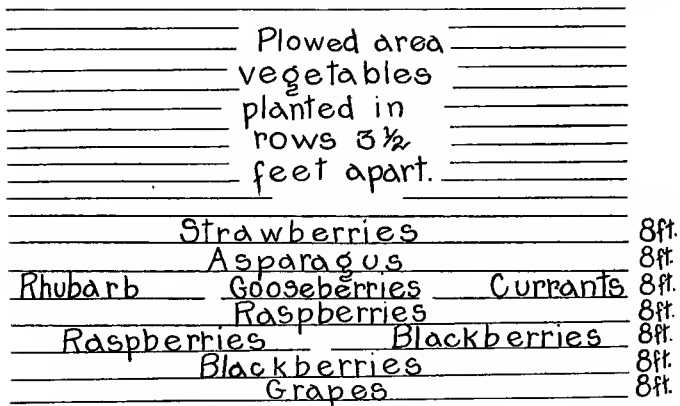 Plowed area
vegetables
planted in
rows 3½
feet apart.
Strawberries 8ft.
Asparagus 8ft.
Rhubarb Gooseberries Currants 8ft.
Raspberries 8ft.
Raspberries Blackberries 8ft.
Blackberries 8ft.
Grapes 8ft.